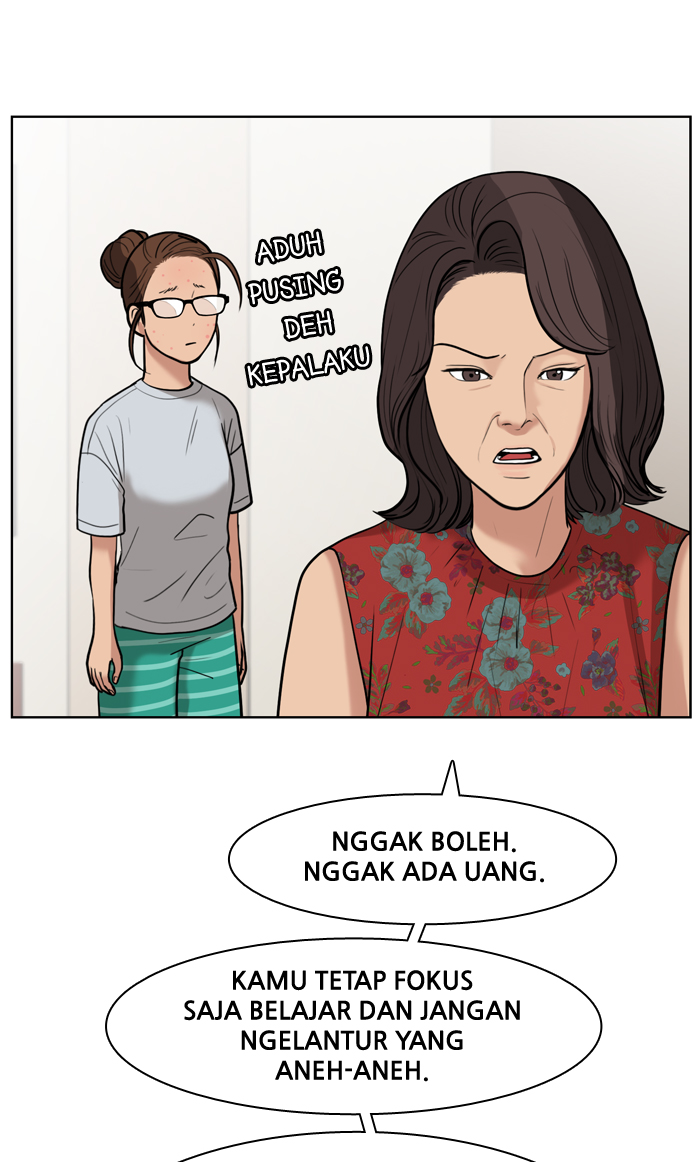 ADUH
PUSING
DEH
KEPALAKU
NGGAK BOLEH.
NGGAK ADA UANG.
KAMU TETAP FOKUS
SAJA BELAJAR DAN JANGAN
NGELANTUR YANG
ANEH-ANEH.